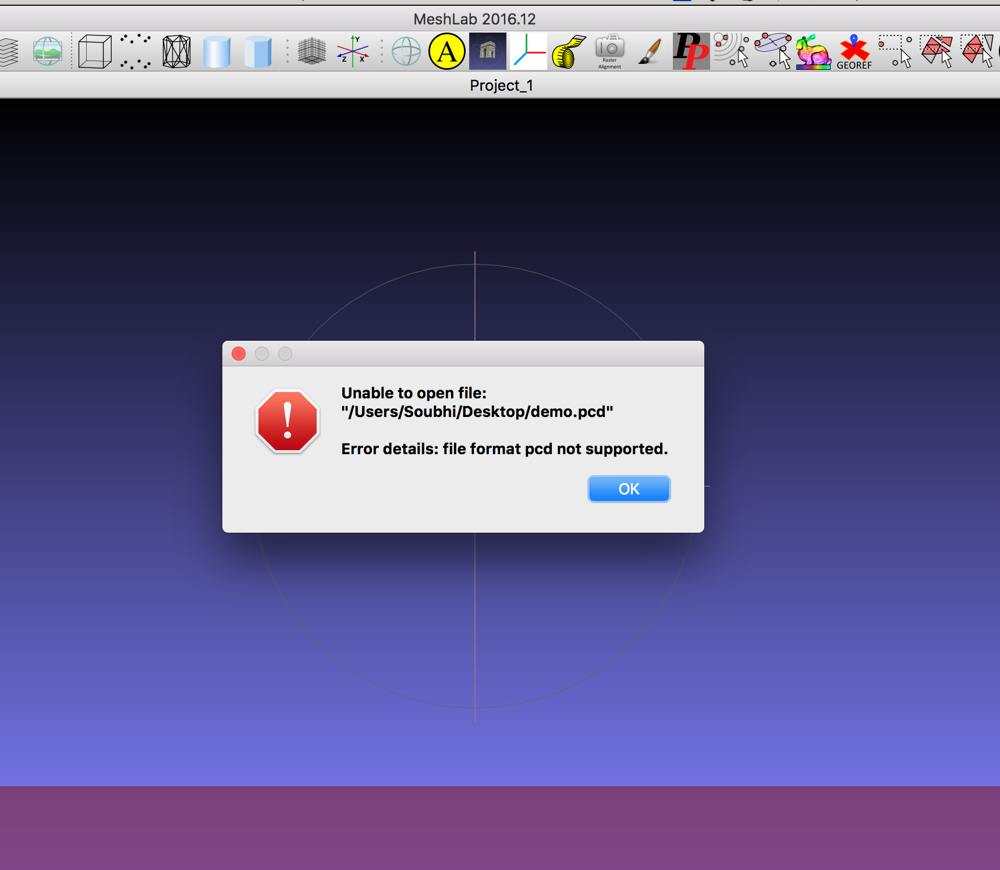 MeshLab 2016.12
Y
Z X
A
Raster
Alignment
PP
GEOREF
Project_1
Unable to open file:
"/Users/Soubhi/Desktop/demo.pcd"
Error details: file format pcd not supported.
OK